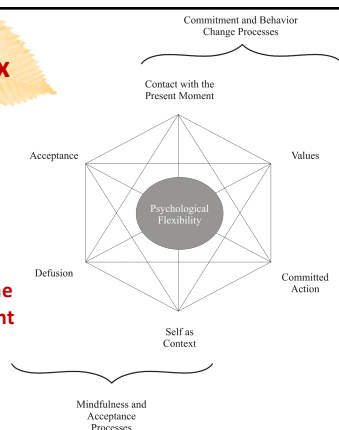 Commitment and Behavior
Change Processes
x
Contact with the
Present Moment
Acceptance
Values
Psychological
Flexibility
Defusion
Committed
Action
Self as
Context
Mindfulness and
Acceptance
Processes